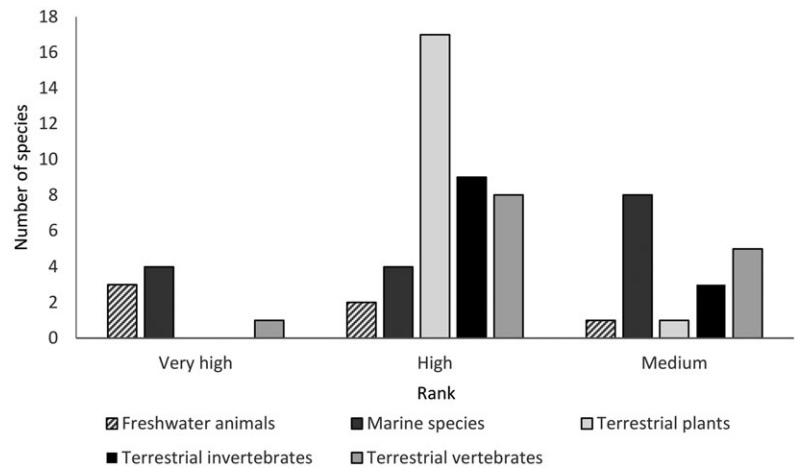 18
16
14
12
10
8
6
4
2
0
Number of species
Very high High Medium
Rank
Freshwater animals Marine species Terrestrial plants
Terrestrial invertebrates Terrestrial vertebrates